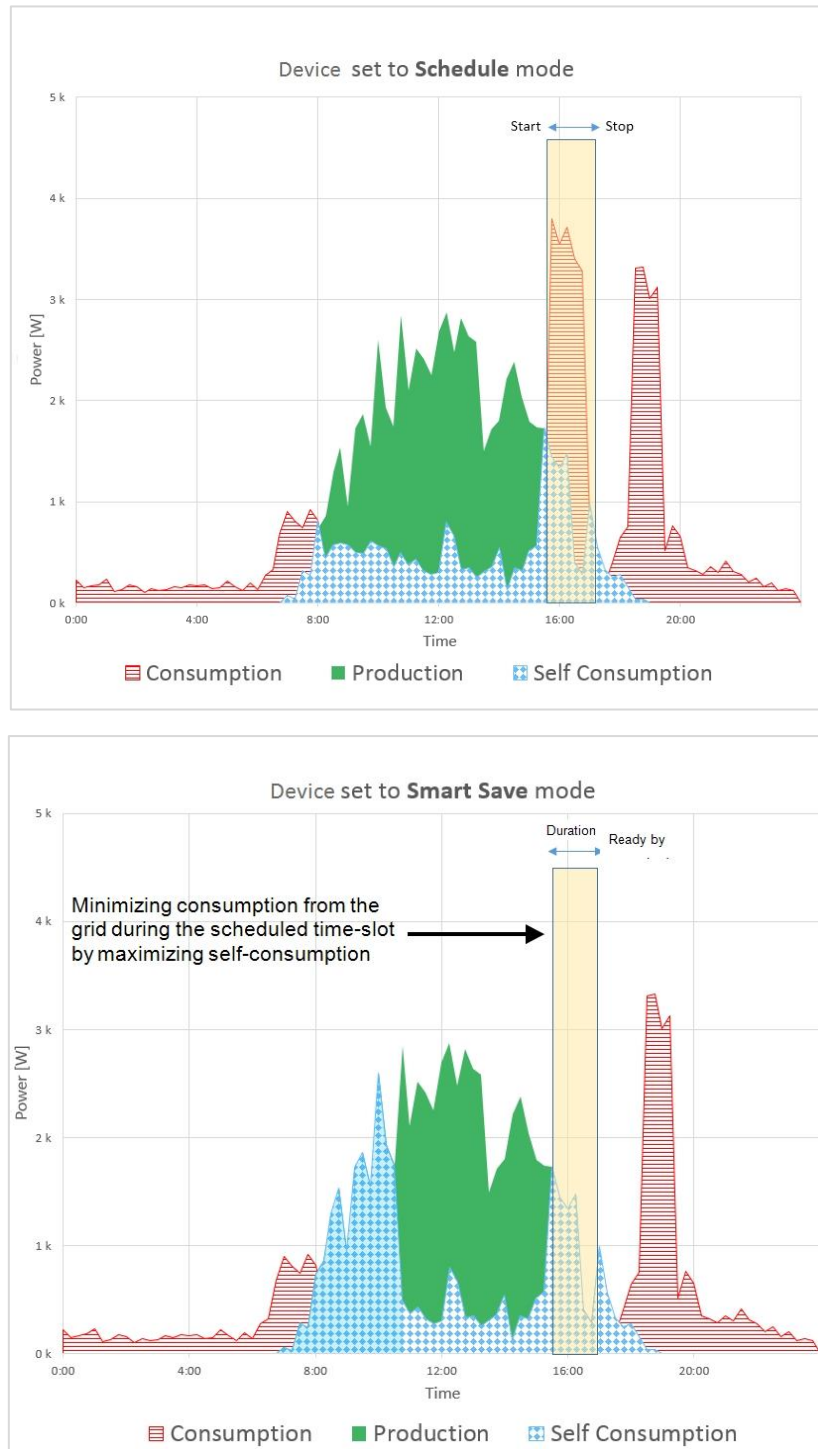 Device set to Schedule mode
5 k
Start
Stop
4 k
3 k
Power [W]
2 k
1 k
0 k
0:00
4:00
8:00
12:00
16:00
20:00
Time
Consumption
Production
Self Consumption
Device set to Smart Save mode
5 k
Duration
Ready by
Minimizing consumption from the
grid during the scheduled time-slot
by maximizing self-consumption
4 k
3 k
Power [W]
2 k
1 k
0 k
0:00
4:00
8:00
12:00
16:00
20:00
Time
Consumption
Production
Self Consumption